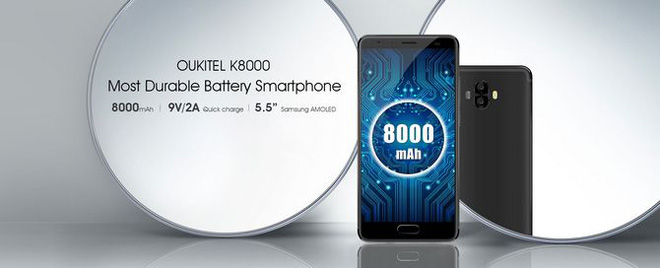 OUKITEL K8000
Most Durable Battery Smartphone
8000mAh | 9V/2A Quick charge | 5.5” Samsung AMOLED
8000
mAh